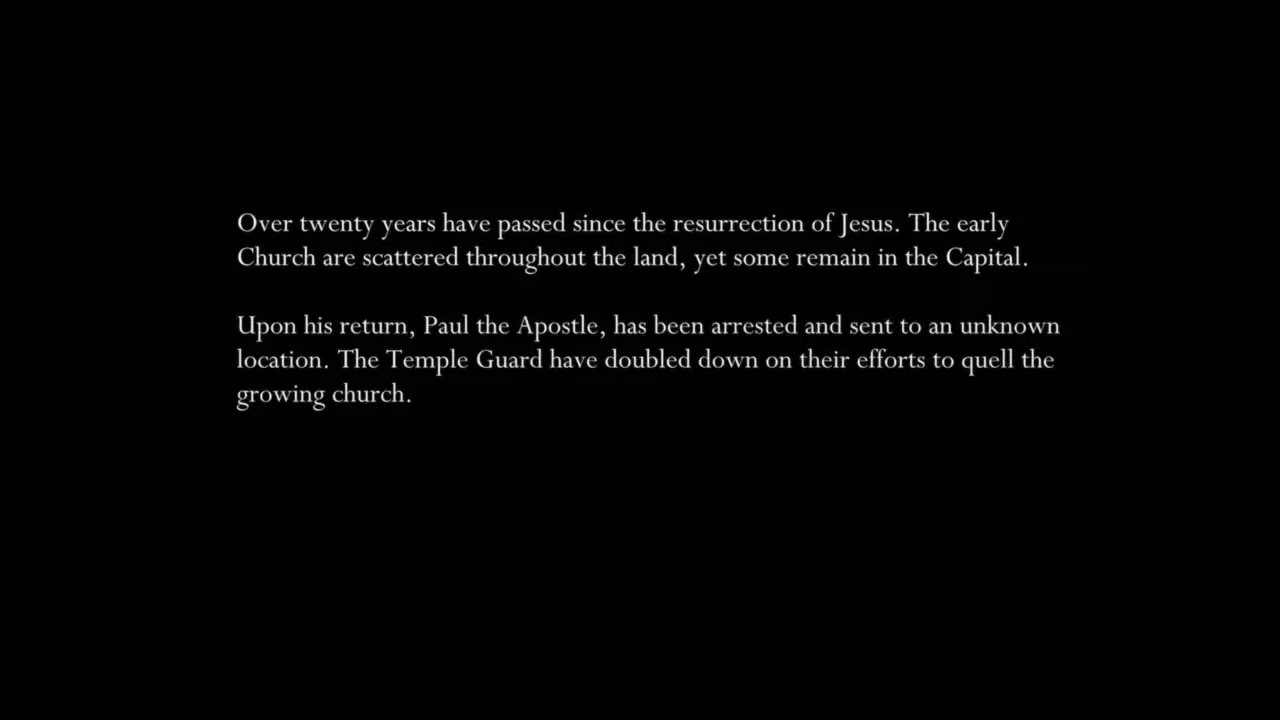 Over twenty years have passed since the resurrection of Jesus. The early
Church are scattered throughout the land, yet some remain in the Capital.
Upon his return, Paul the Apostle, has been arrested and sent to an unknown
location. The Temple Guard have doubled down on their efforts to quell the
growing church.